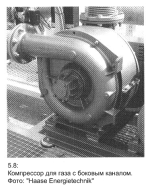 5.8:
Компрессор для газа с боковым каналом.
Фото: "Haase Energietechnik"